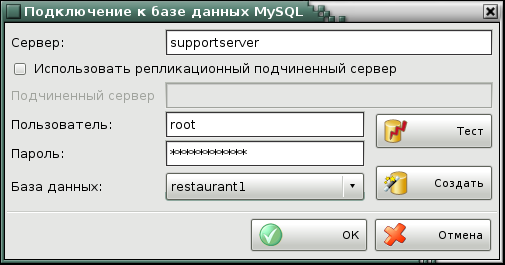 Подключение к базе данных MySQL
Сервер: supportserver
Использовать репликационный подчиненный сервер
Подчиненный сервер
Пользователь: root
Тест
Пароль: ***********
База данных: restaurant1
Создать
OK Отмена